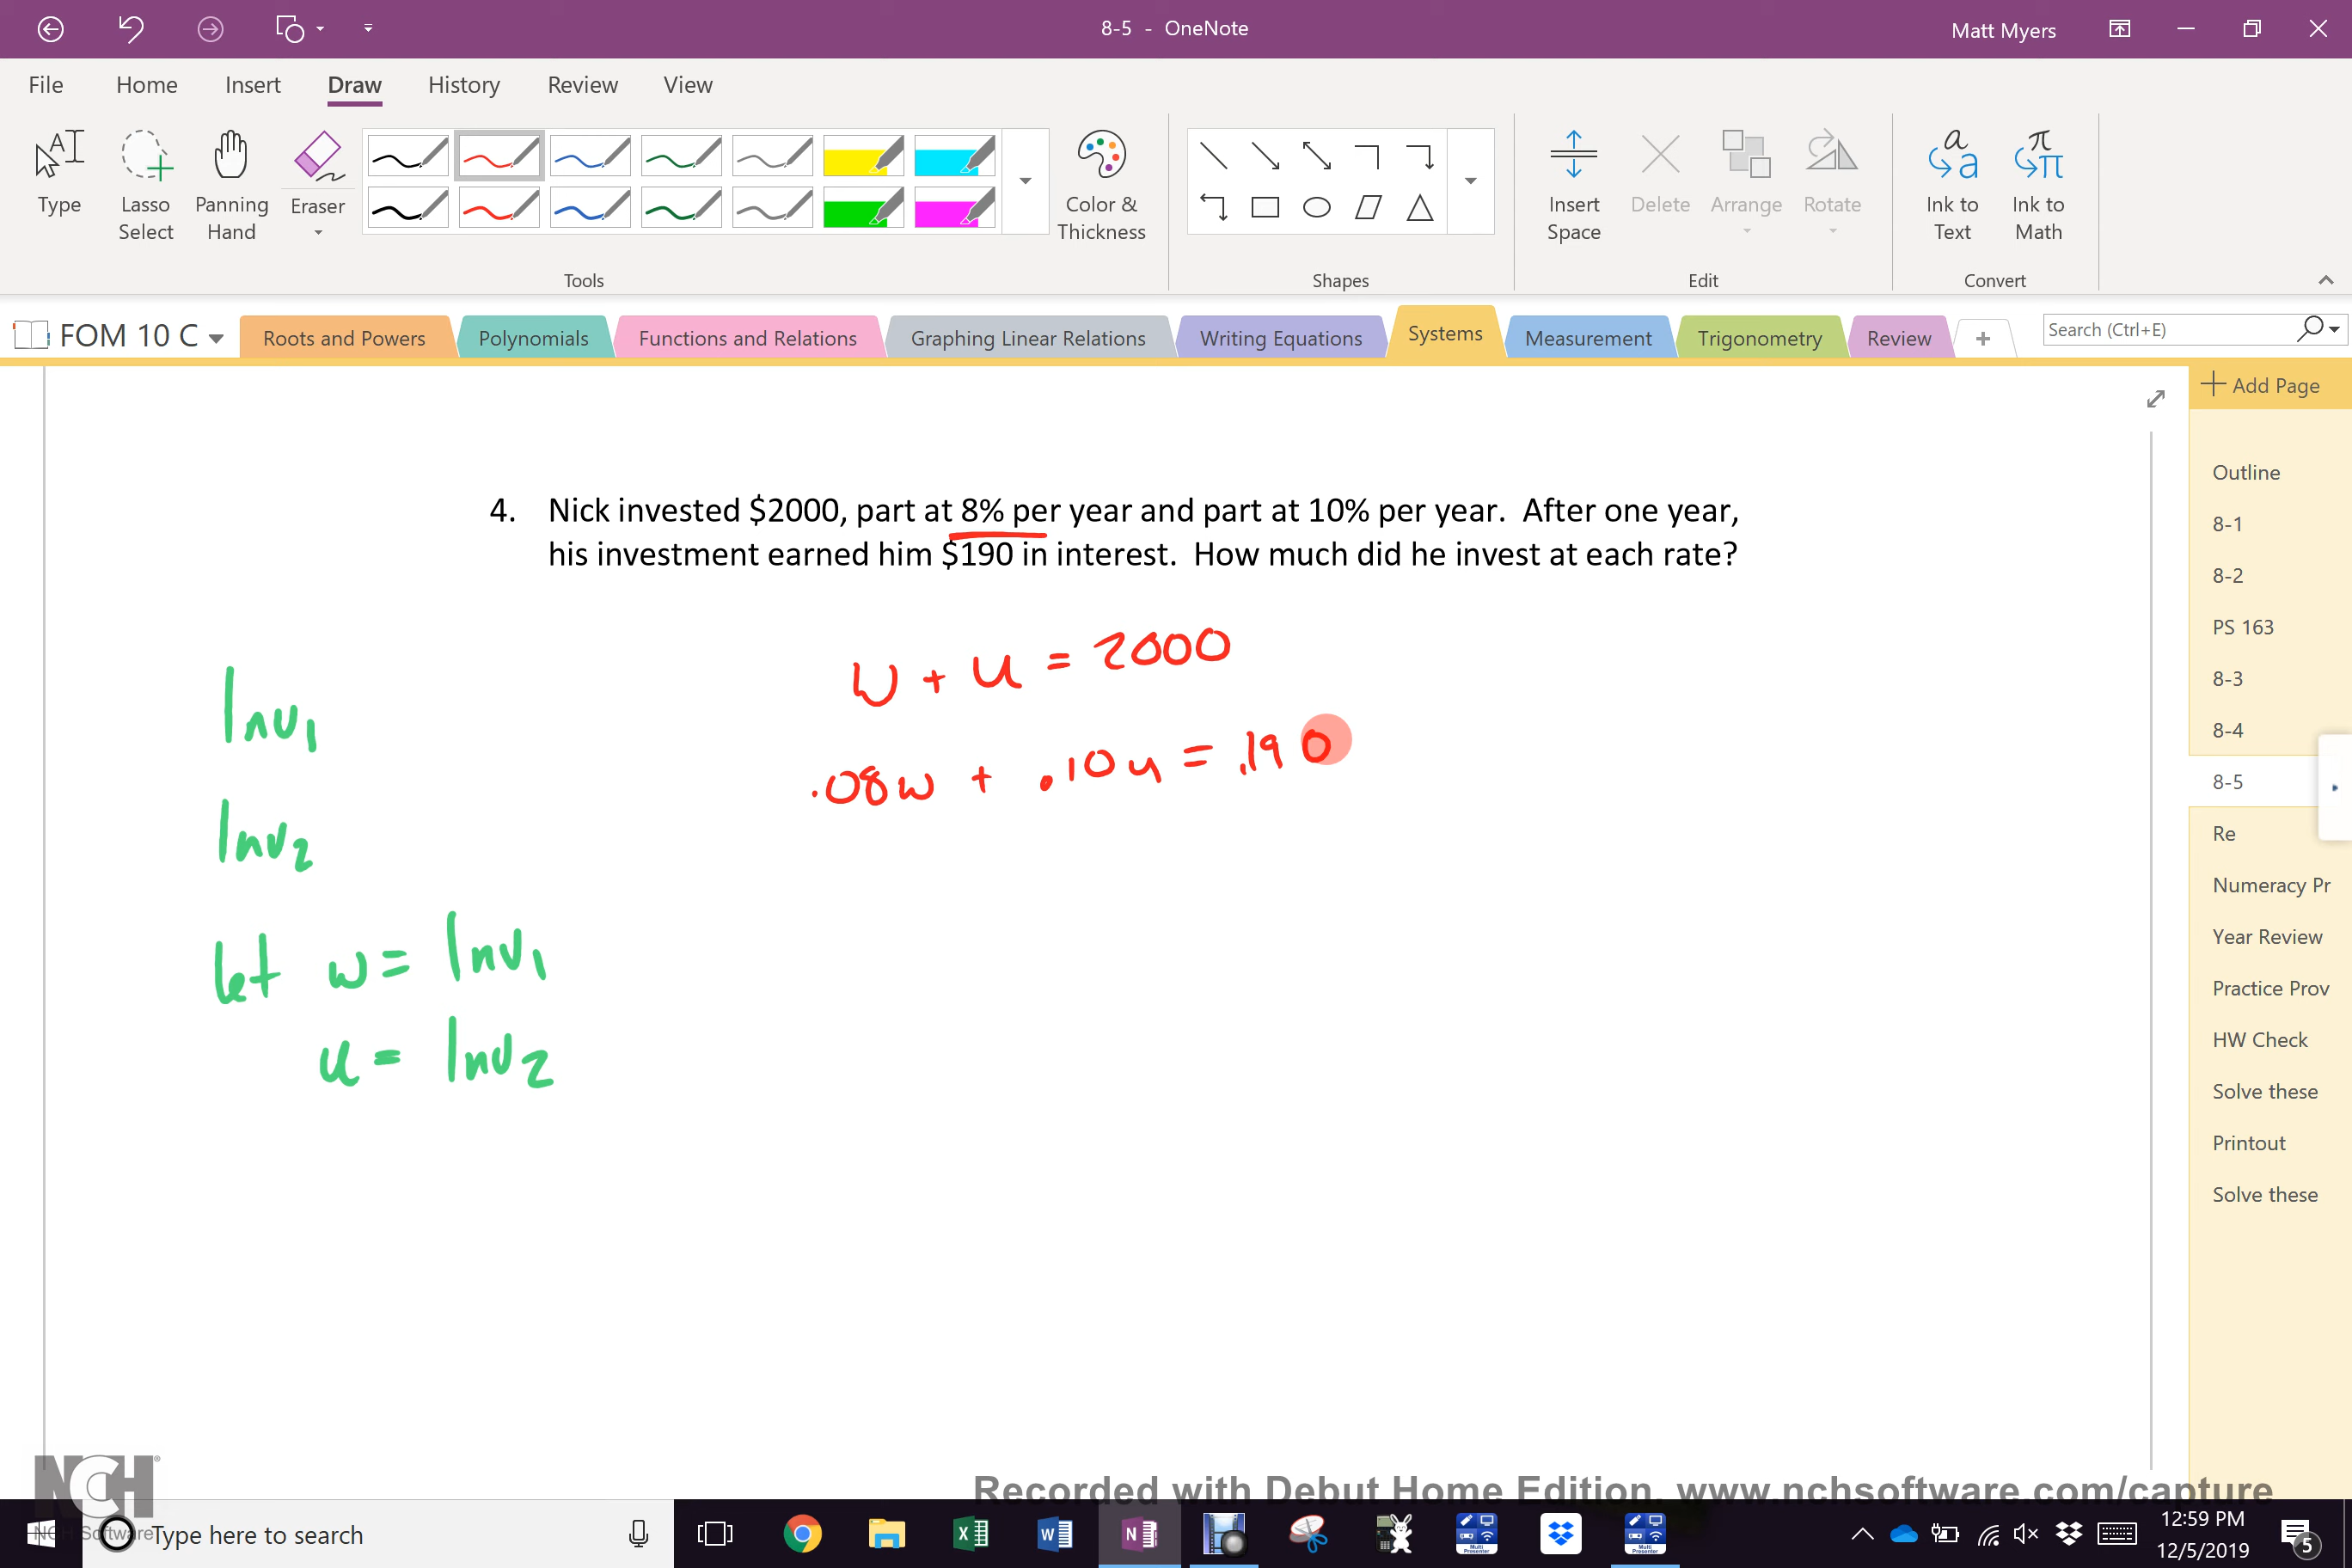 8-5 - OneNote
Matt Myers
File Home Insert Draw History Review View
Type
Lasso Select
Panning Hand
Eraser
Color & Thickness
Insert Space
Delete
Arrange
Rotate
Ink to Text
Ink to Math
Tools
Shapes
Edit
Convert
FOM 10 C
Roots and Powers
Polynomials
Functions and Relations
Graphing Linear Relations
Writing Equations
Systems
Measurement
Trigonometry
Review
Search (Ctrl+E)
Add Page
Outline
8-1
8-2
PS 163
8-3
8-4
8-5
Re
Numeracy Pr
Year Review
Practice Prov
HW Check
Solve these
Printout
Solve these
4. Nick invested $2000, part at 8% per year and part at 10% per year. After one year,
his investment earned him $190 in interest. How much did he invest at each rate?
w + u = 2000
.08w + .10u = .190
Inv1
Inv2
let w = Inv1
u = Inv2
NCH
NCH Software
Recorded with Debut Home Edition. www.nchsoftware.com/capture
Type here to search
12:59 PM
12/5/2019
5